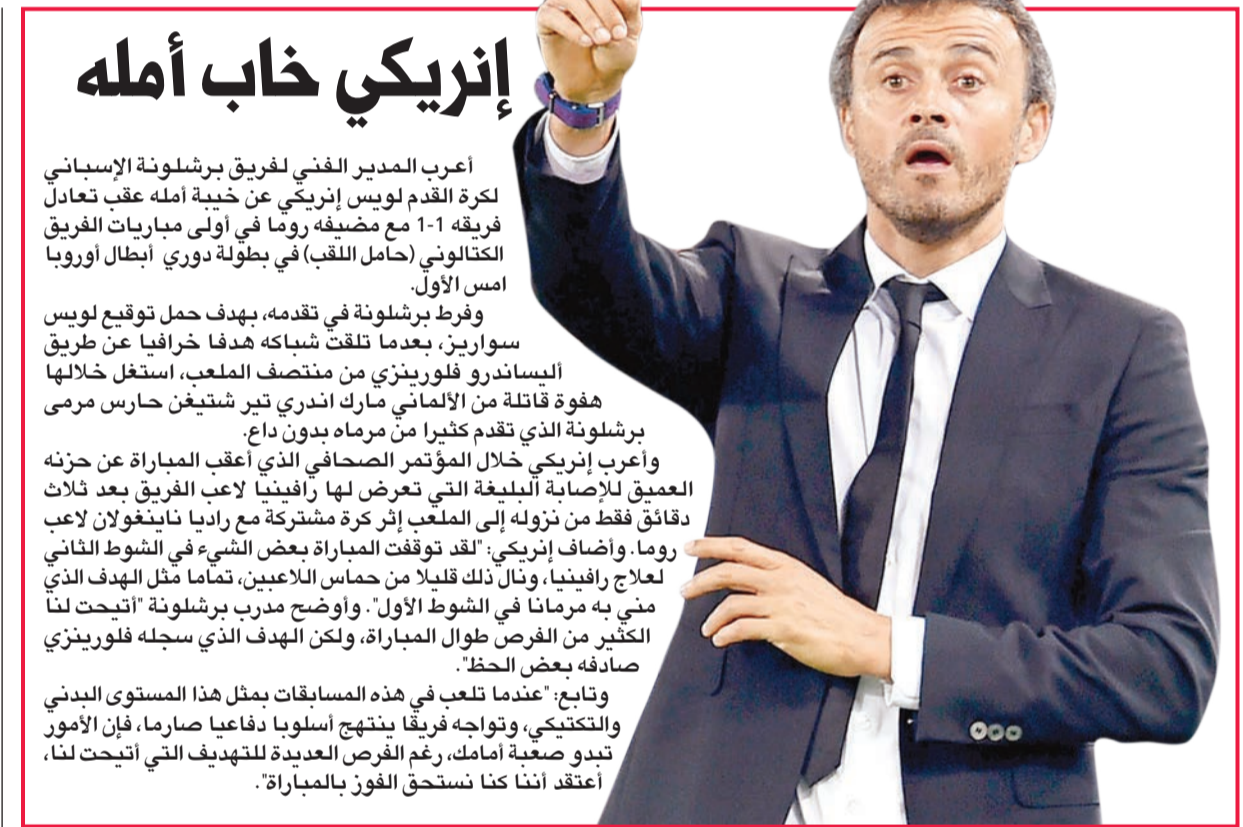 إنريكي خاب أمله
أعرب المدير الفني لفريق برشلونة الإسباني
لكرة القدم لويس إنريكي عن خيبة أمله عقب تعادل
فريقه 1-1 مع مضيفه روما في أولى مباريات الفريق
الكتالوني (حامل اللقب) في بطولة دوري أبطال أوروبا
امس الأول.
وفرط برشلونة في تقدمه، بهدف حمل توقيع لويس
سواريز، بعدما تلقت شباكه هدفا خرافيا عن طريق
أليساندرو فلورينزي من منتصف الملعب، استغل خلالها
هفوة قاتلة من الألماني مارك اندري تير شتيغن حارس مرمى
برشلونة الذي تقدم كثيرا من مرماه بدون داع.
وأعرب إنريكي خلال المؤتمر الصحافي الذي أعقب المباراة عن حزنه
العميق للإصابة البليغة التي تعرض لها رافينيا لاعب الفريق بعد ثلاث
دقائق فقط من نزوله إلى الملعب إثر كرة مشتركة مع راديا ناينغولان لاعب
روما. وأضاف إنريكي: "لقد توقفت المباراة بعض الشيء في الشوط الثاني
لعلاج رافينيا، ونال ذلك قليلا من حماس اللاعبين، تماما مثل الهدف الذي
مني به مرمانا في الشوط الأول". وأوضح مدرب برشلونة "أتيحت لنا
الكثير من الفرص طوال المباراة، ولكن الهدف الذي سجله فلورينزي
صادفه بعض الحظ".
وتابع: "عندما تلعب في هذه المسابقات بمثل هذا المستوى البدني
والتكتيكي، وتواجه فريقا ينتهج أسلوبا دفاعيا صارما، فإن الأمور
تبدو صعبة أمامك، رغم الفرص العديدة للتهديف التي أتيحت لنا،
أعتقد أننا كنا نستحق الفوز بالمباراة".